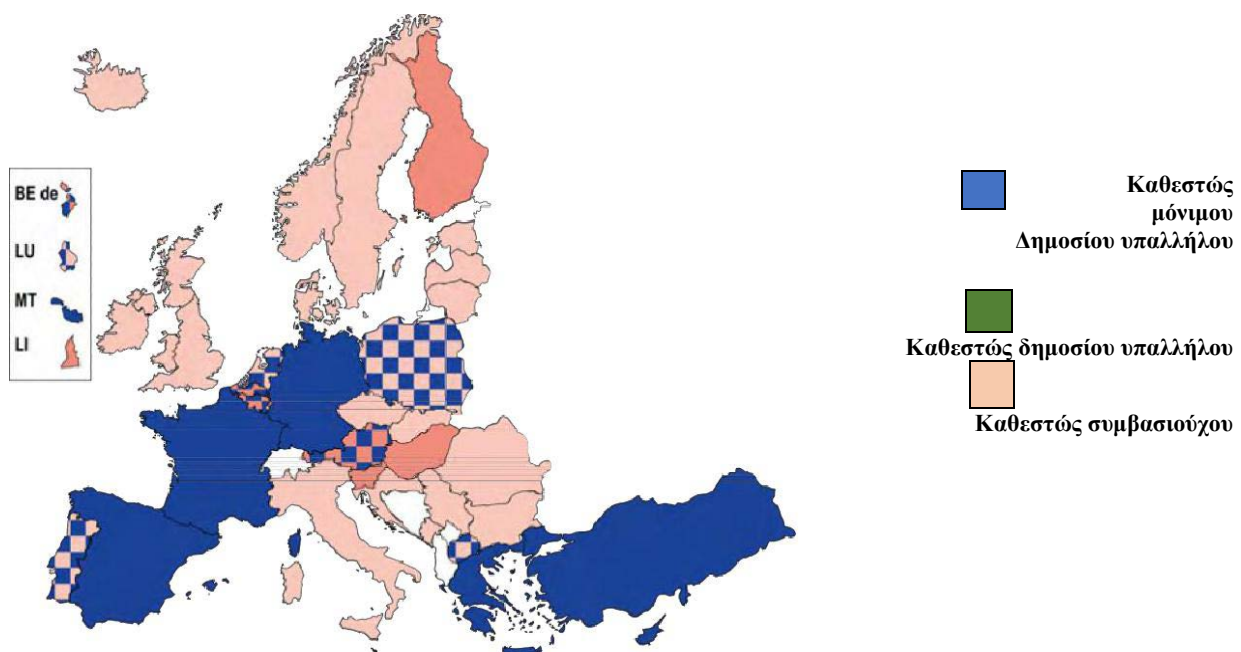 BE de
LU
MT
LI
Καθεστώς
μόνιμου
Δημοσίου υπαλλήλου
Καθεστώς δημοσίου υπαλλήλου
Καθεστώς συμβασιούχου